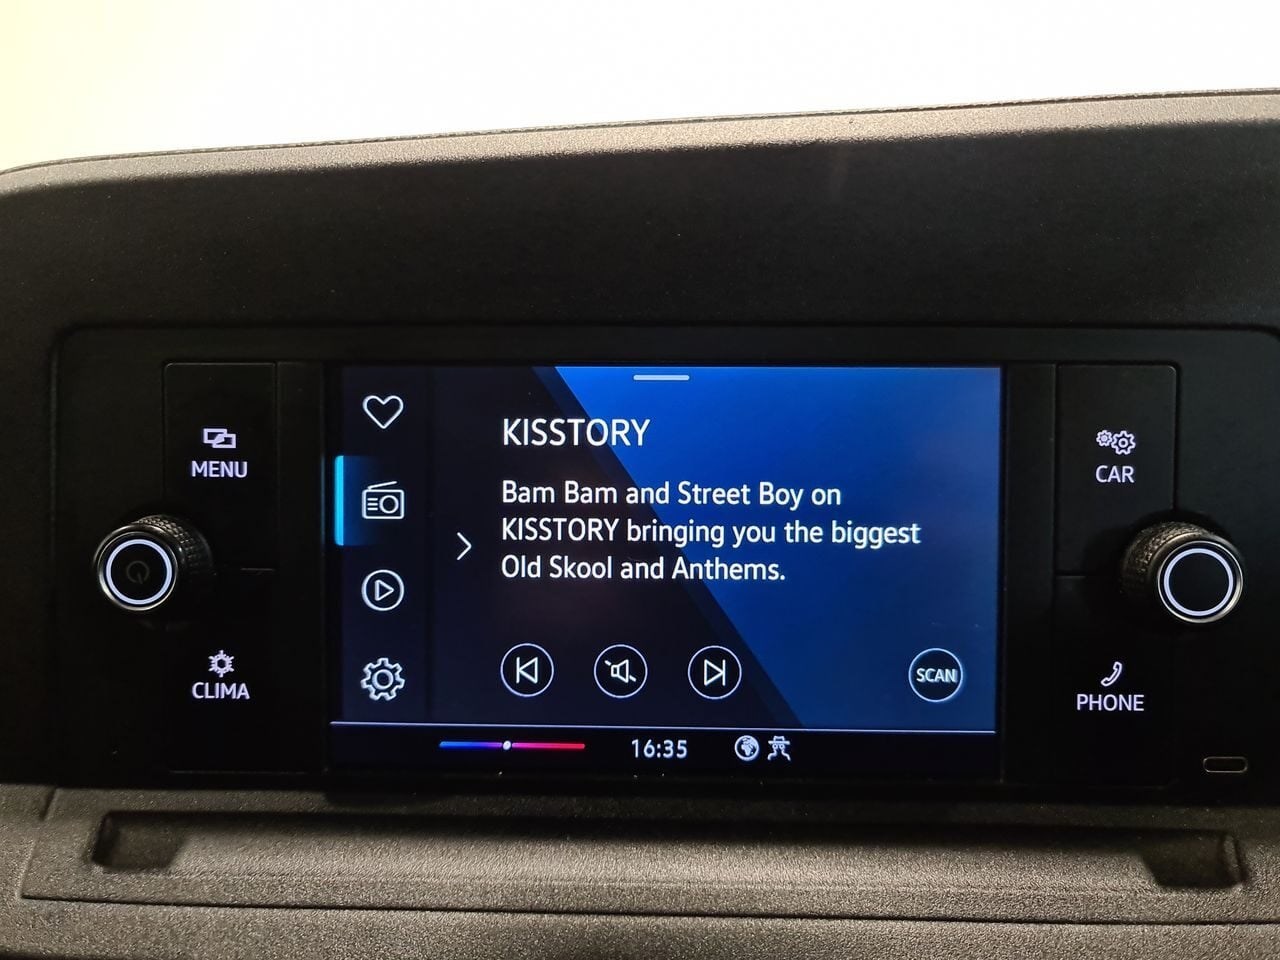 MENU
CLIMA
KISSTORY
Bam Bam and Street Boy on
KISSTORY bringing you the biggest
Old Skool and Anthems.
SCAN
16:35
CAR
PHONE